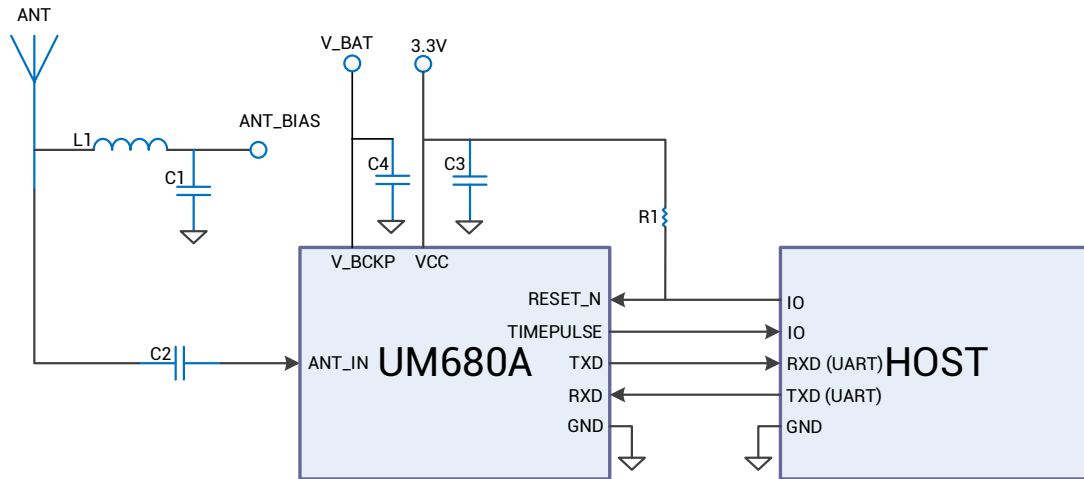 ANT
V_BAT
3.3V
ANT_BIAS
L1
C1
C4
C3
R1
V_BCKP
VCC
RESET_N
IO
TIMEPULSE
IO
C2
ANT_IN
UM680A
TXD
RXD (UART)
HOST
RXD
TXD (UART)
GND
GND